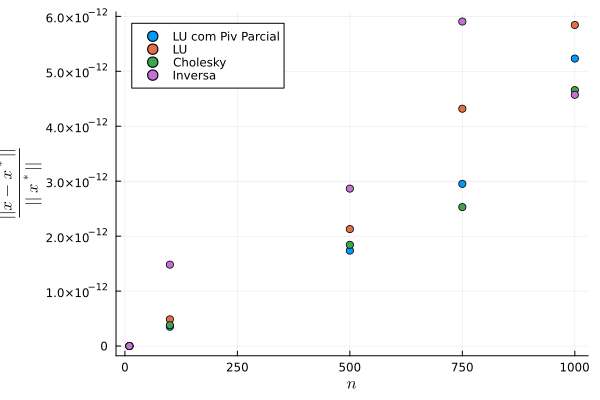 6.0×10⁻¹²
5.0×10⁻¹²
4.0×10⁻¹²
3.0×10⁻¹²
2.0×10⁻¹²
1.0×10⁻¹²
0
||x − x*||
||x*||
LU com Piv Parcial
LU
Cholesky
Inversa
0 250 500 750 1000
n